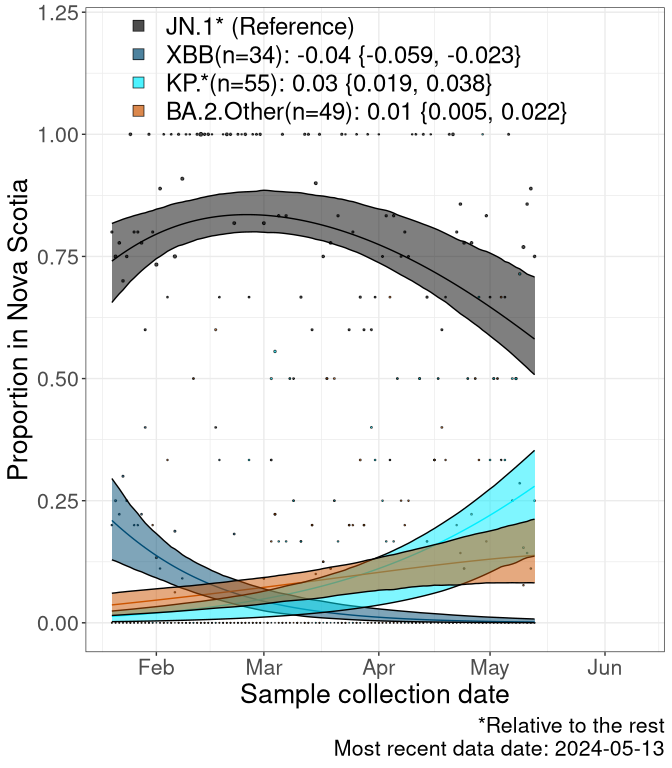 JN.1* (Reference)
XBB(n=34): -0.04 {-0.059, -0.023}
KP.*(n=55): 0.03 {0.019, 0.038}
BA.2.Other(n=49): 0.01 {0.005, 0.022}
Proportion in Nova Scotia
1.25
1.00
0.75
0.50
0.25
0.00
Feb Mar Apr May Jun
Sample collection date
*Relative to the rest
Most recent data date: 2024-05-13